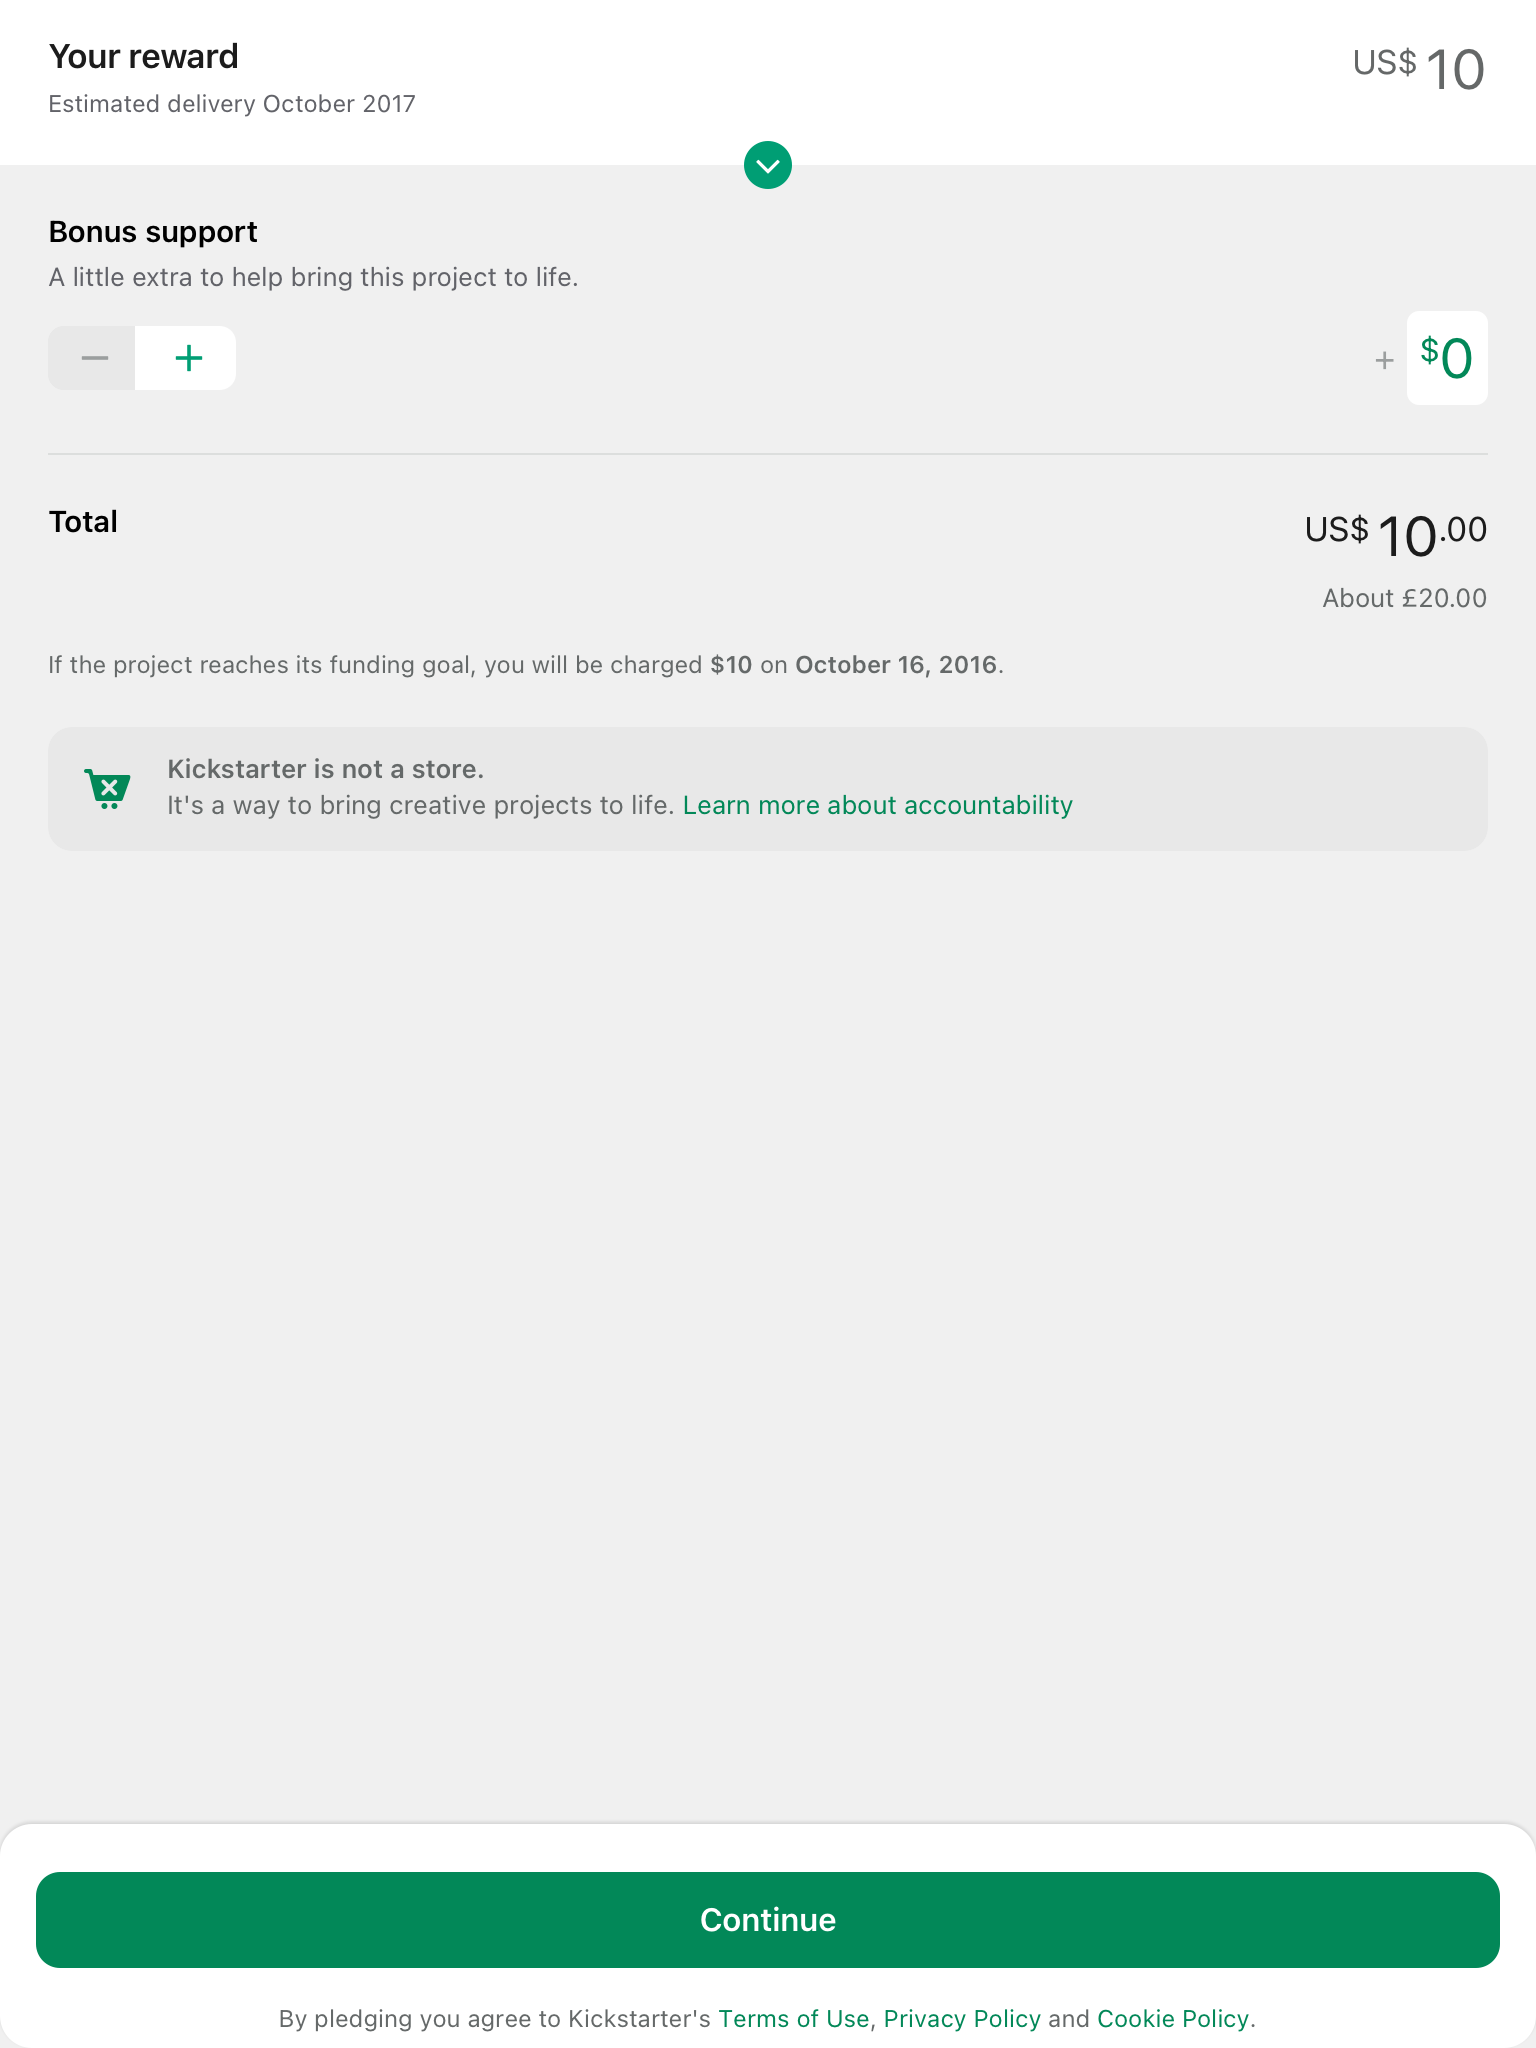 Your reward
US$ 10
Estimated delivery October 2017
Bonus support
A little extra to help bring this project to life.
− +
+ $0
Total
US$ 10.00
About £20.00
If the project reaches its funding goal, you will be charged $10 on October 16, 2016.
Kickstarter is not a store.
It's a way to bring creative projects to life. Learn more about accountability
Continue
By pledging you agree to Kickstarter's Terms of Use, Privacy Policy and Cookie Policy.